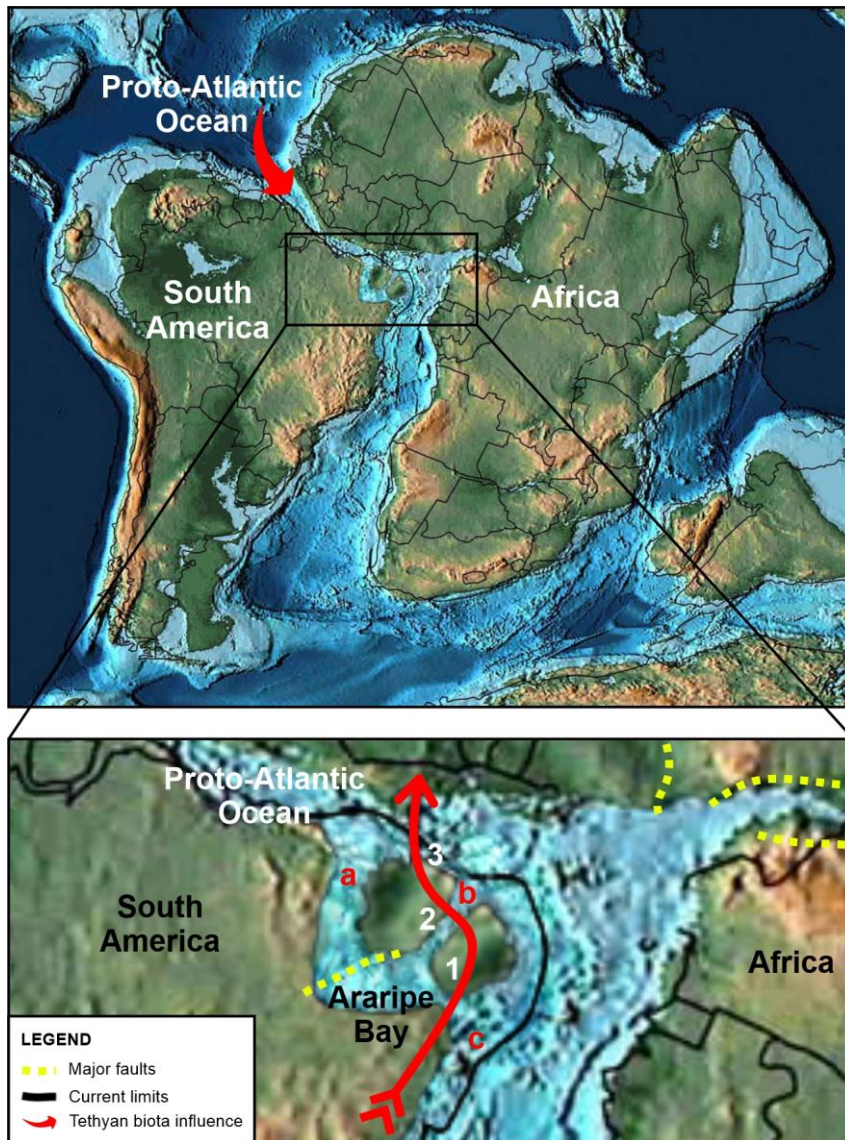 Proto-Atlantic
Ocean
South
America
Africa
Proto-Atlantic
Ocean
3
a
b
South
America
2
1
Africa
Araripe
Bay
c
LEGEND
Major faults
Current limits
Tethyan biota influence